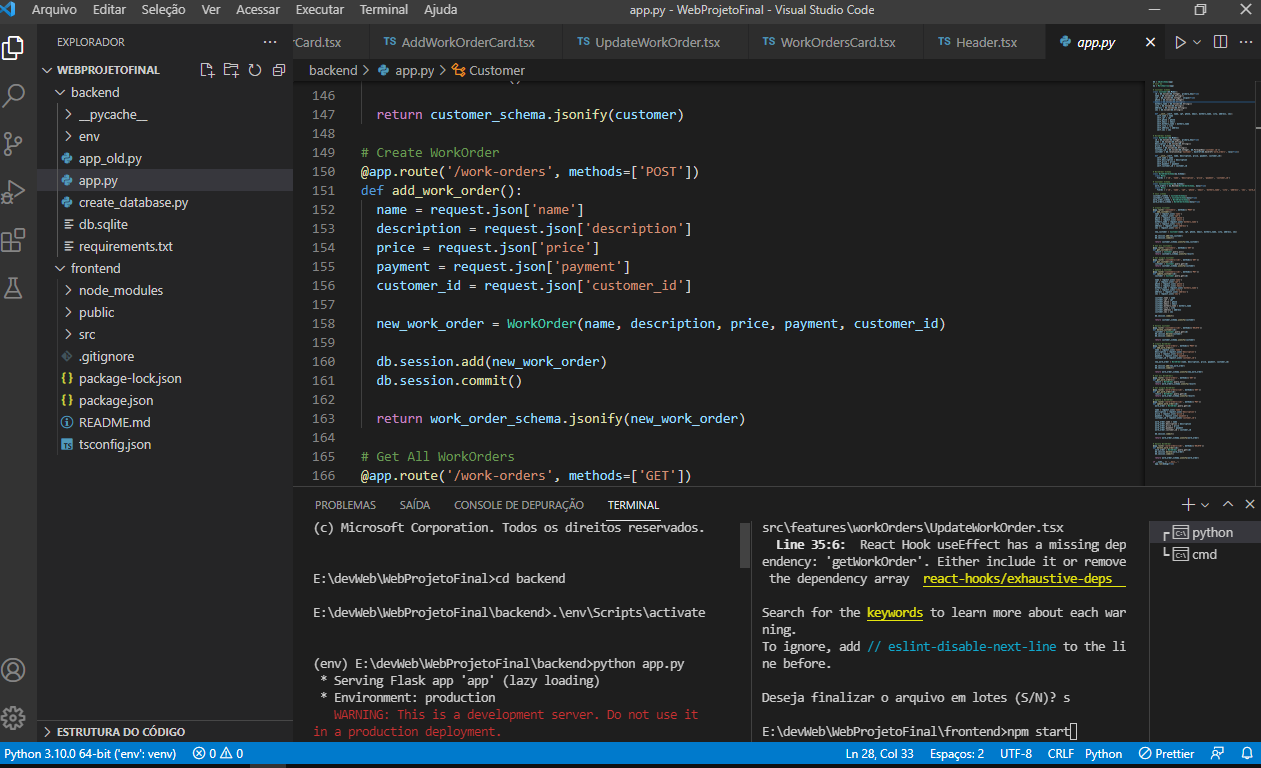 Arquivo Editar Seleção Ver Acessar Executar Terminal Ajuda app.py - WebProjetoFinal - Visual Studio Code
EXPLORADOR ...
rCard.tsx TS AddWorkOrderCard.tsx TS UpdateWorkOrder.tsx TS WorkOrdersCard.tsx TS Header.tsx app.py
WEBPROJETOFINAL
backend
__pycache__
env
app_old.py
app.py
create_database.py
db.sqlite
requirements.txt
frontend
node_modules
public
src
.gitignore
{} package-lock.json
{} package.json
README.md
TS tsconfig.json
ESTRUTURA DO CÓDIGO
backend > app.py > Customer
146
147 return customer_schema.jsonify(customer)
148
149 # Create WorkOrder
150 @app.route('/work-orders', methods=['POST'])
151 def add_work_order():
152 name = request.json['name']
153 description = request.json['description']
154 price = request.json['price']
155 payment = request.json['payment']
156 customer_id = request.json['customer_id']
157
158 new_work_order = WorkOrder(name, description, price, payment, customer_id)
159
160 db.session.add(new_work_order)
161 db.session.commit()
162
163 return work_order_schema.jsonify(new_work_order)
164
165 # Get All WorkOrders
166 @app.route('/work-orders', methods=['GET'])
PROBLEMAS SAÍDA CONSOLE DE DEPURAÇÃO TERMINAL
(c) Microsoft Corporation. Todos os direitos reservados.
E:\devWeb\WebProjetoFinal>cd backend
E:\devWeb\WebProjetoFinal\backend>.\env\Scripts\activate
(env) E:\devWeb\WebProjetoFinal\backend>python app.py
* Serving Flask app 'app' (lazy loading)
* Environment: production
WARNING: This is a development server. Do not use it
in a production deployment.
src\features\workOrders\UpdateWorkOrder.tsx
Line 35:6: React Hook useEffect has a missing dep
endency: 'getWorkOrder'. Either include it or remove
the dependency array react-hooks/exhaustive-deps
Search for the keywords to learn more about each war
ning.
To ignore, add // eslint-disable-next-line to the li
ne before.
Deseja finalizar o arquivo em lotes (S/N)? s
E:\devWeb\WebProjetoFinal\frontend>npm start
python
cmd
Python 3.10.0 64-bit ('env': venv) 0 0 Ln 28, Col 33 Espaços: 2 UTF-8 CRLF Python Prettier